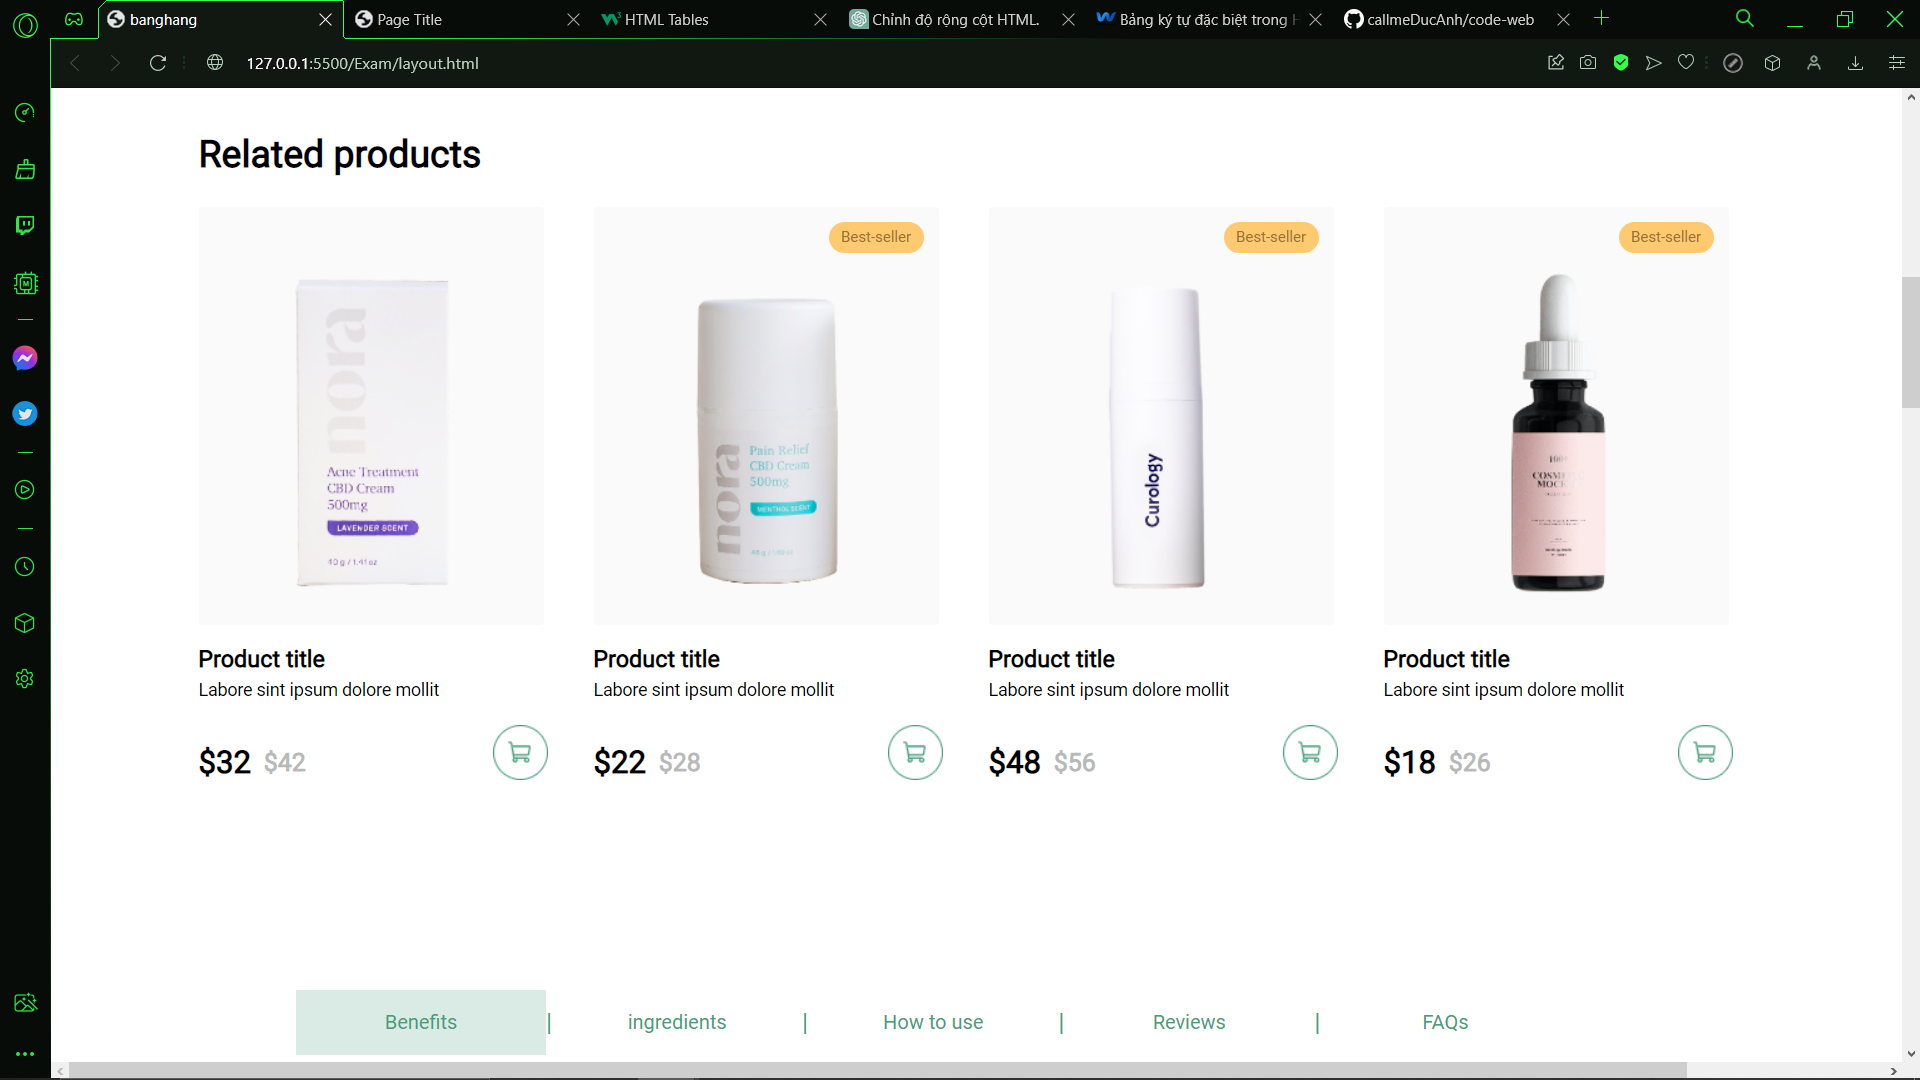 banghang
Page Title
HTML Tables
Chỉnh độ rộng cột HTML.
Bảng ký tự đặc biệt trong H
callmeDucAnh/code-web
127.0.0.1:5500/Exam/layout.html
Related products
nora
Acne Treatment
CBD Cream
500mg
LAVENDER SCENT
40 g / 1.41oz
Best-seller
nora
Pain Relief
CBD Cream
500mg
MENTHOL SCENT
Best-seller
Curology
Best-seller
Product title
Labore sint ipsum dolore mollit
$32 $42
Product title
Labore sint ipsum dolore mollit
$22 $28
Product title
Labore sint ipsum dolore mollit
$48 $56
Product title
Labore sint ipsum dolore mollit
$18 $26
Benefits | ingredients | How to use | Reviews | FAQs